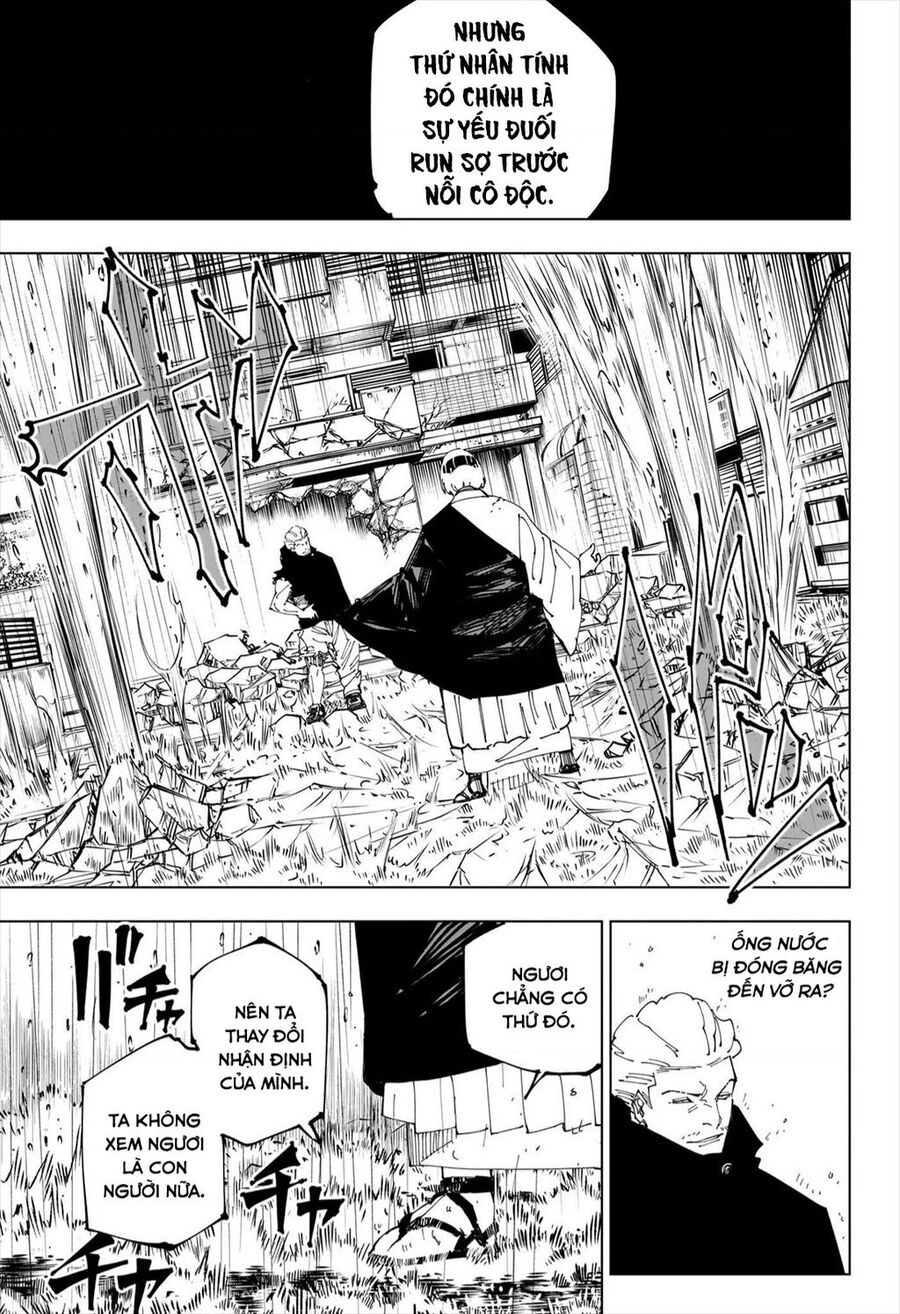 NHƯNG
THỨ NHÂN TÍNH
ĐÓ CHÍNH LÀ
SỰ YẾU ĐUỐI
RUN SỢ TRƯỚC
NỖI CÔ ĐỘC.
ỐNG NƯỚC
BỊ ĐÓNG BĂNG
ĐẾN VỠ RA?
NGƯƠI
CHẲNG CÓ
THỨ ĐÓ.
NÊN TA
THAY ĐỔI
NHẬN ĐỊNH
CỦA MÌNH.
TA KHÔNG
XEM NGƯƠI
LÀ CON
NGƯỜI NỮA.
ピチャ
チャ
チャ